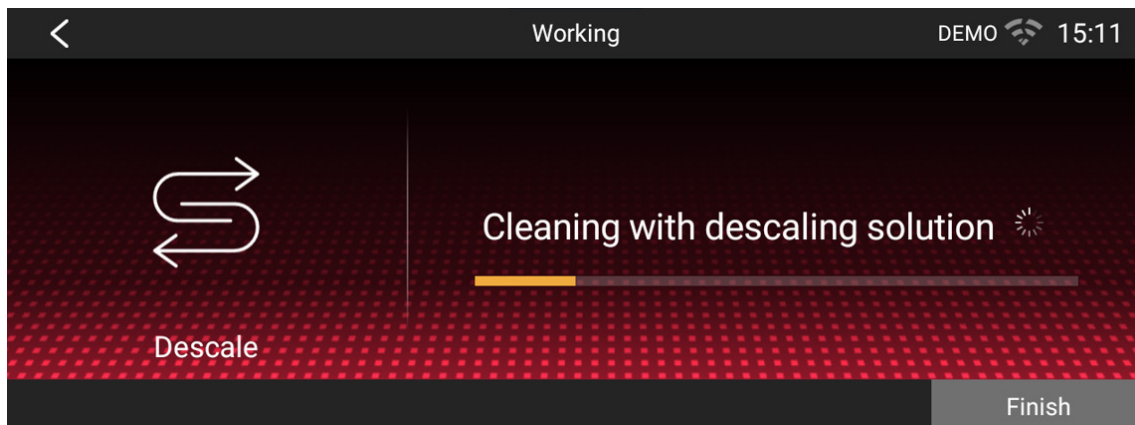 Working
DEMO 15:11
Cleaning with descaling solution
Descale
Finish